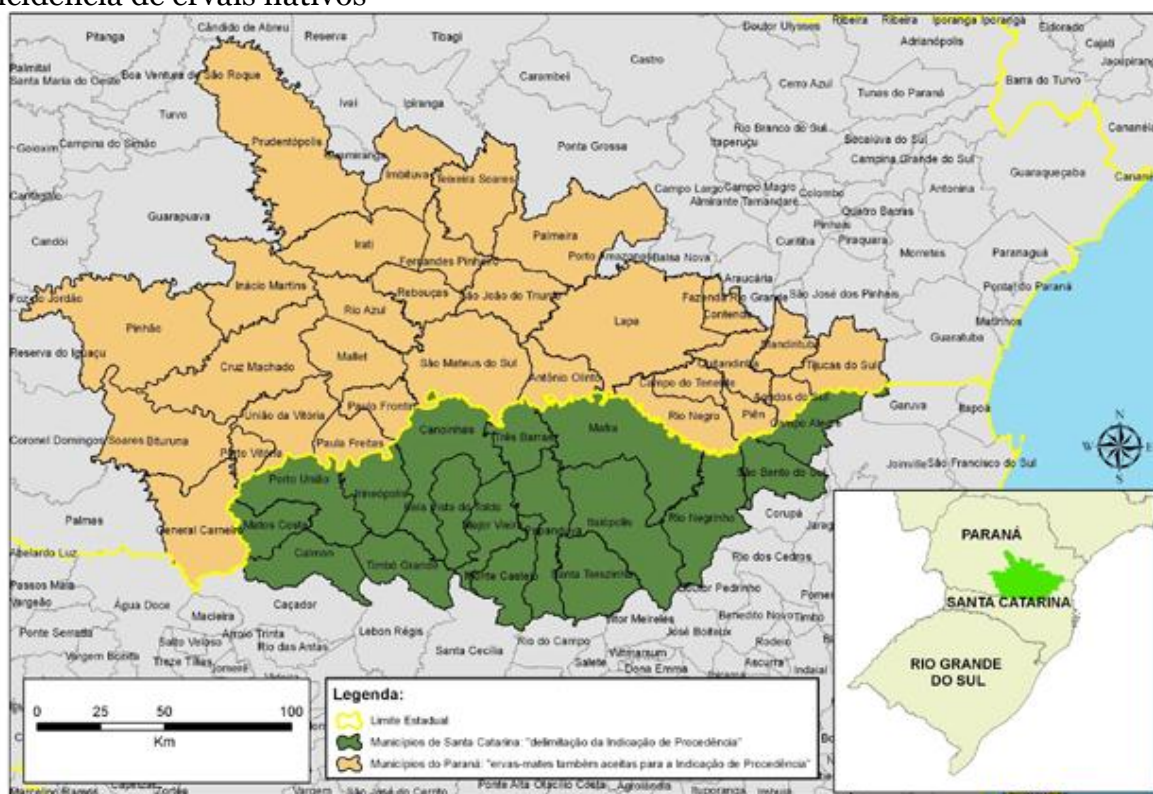 cidência de ervais nativos
Pitanga
Cândido de Abreu
Reserva
Tibagi
Castro
Doutor Ulysses
Ribeira
Ribeira
Iporanga
Iporanga
Eldorado
Adrianópolis
Cajati
Palmital
Santa Maria do Oeste
Boa Ventura de São Roque
Carambeí
Cerro Azul
Tunas do Paraná
Barra do Turvo
Turvo
Ivaí
Ipiranga
Rio Branco do Sul
Itaperuçu
Bocaiúva do Sul
Cananéia
Goioxim
Campina do Simão
Prudentópolis
Ponta Grossa
Campina Grande do Sul
Guaraqueçaba
Imbituva
Teixeira Soares
Campo Largo
Campo Magro
Almirante Tamandaré
Colombo
Antonina
Cantagalo
Guarapuava
Quatro Barras
Pinhais
Candói
Irati
Palmeira
Curitiba
Piraquara
Morretes
Paranaguá
Fernandes Pinheiro
Porto Amazonas
Balsa Nova
Araucária
Foz do Jordão
Inácio Martins
Rebouças
São João do Triunfo
Fazenda Rio Grande
São José dos Pinhais
Pontal do Paraná
Pinhão
Rio Azul
Lapa
Contenda
Matinhos
Reserva do Iguaçu
Cruz Machado
Mallet
São Mateus do Sul
Mandirituba
Guaratuba
Quitandinha
Tijucas do Sul
Antônio Olinto
Campo do Tenente
União da Vitória
Paulo Frontin
Rio Negro
Piên
Garuva
Itapoá
Coronel Domingos Soares
Bituruna
Porto Vitória
Paula Freitas
Canoinhas
Três Barras
Mafra
Campo Alegre
Porto União
Joinville
São Francisco do Sul
São Bento do Sul
Palmas
General Carneiro
Irineópolis
Bela Vista do Toldo
Matos Costa
Major Vieira
Papanduva
Itaiópolis
Rio Negrinho
Corupá
Abelardo Luz
Calmon
Timbó Grande
Monte Castelo
Santa Terezinha
Rio dos Cedros
Passos Maia
Vargeão
Doutor Pedrinho
Água Doce
Macieira
Caçador
Vitor Meireles
Benedito Novo
Timbó
Ponte Serrada
Salto Veloso
Arroio Trinta
Rio das Antas
Lebon Régis
Santa Cecília
Rio do Campo
José Boiteux
Rodeio
Vargem Bonita
Treze Tílias
Salete
Witmarsum
Dona Emma
Ascurra
Indaial
N
W
E
S
PARANÁ
SANTA CATARINA
RIO GRANDE
DO SUL
0 25 50 100
Km
Legenda:
Limite Estadual
Municípios de Santa Catarina: "delimitação da Indicação de Procedência"
Municípios do Paraná: "ervas-mates também aceitas para a Indicação de Procedência"